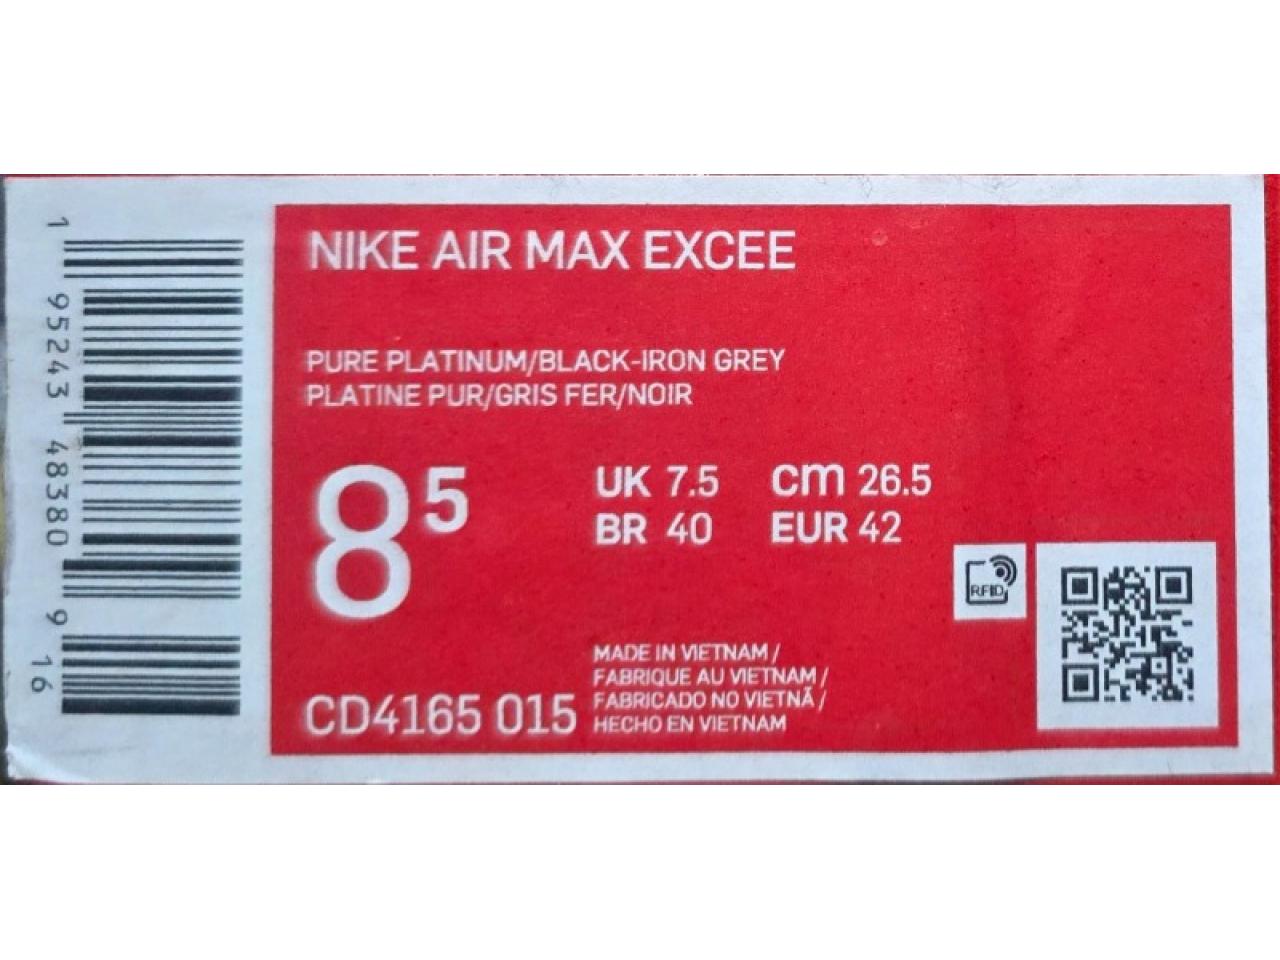 NIKE AIR MAX EXCEE
PURE PLATINUM/BLACK-IRON GREY
PLATINE PUR/GRIS FER/NOIR
8 5
UK 7.5 cm 26.5
BR 40 EUR 42
RFID
MADE IN VIETNAM /
FABRIQUE AU VIETNAM /
FABRICADO NO VIETNÃ /
HECHO EN VIETNAM
CD4165 015
1 95243 48380 9 16